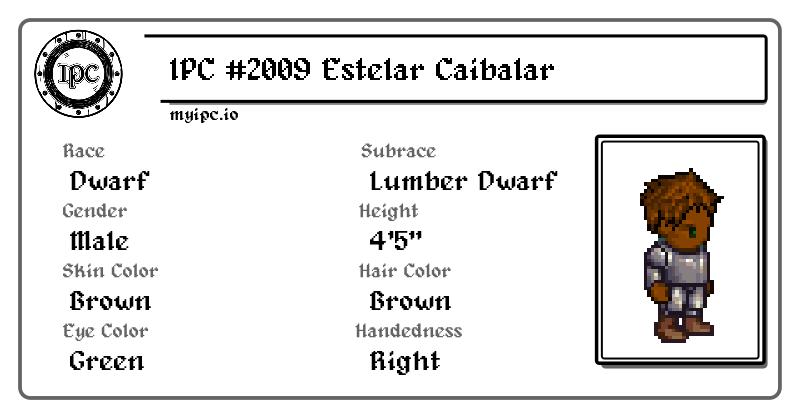 IPC
IPC #2009 Estelar Caibalar
myipc.io
Race
Subrace
Dwarf
Lumber Dwarf
Gender
Height
Male
4'5"
Skin Color
Hair Color
Brown
Brown
Eye Color
Handedness
Green
Right